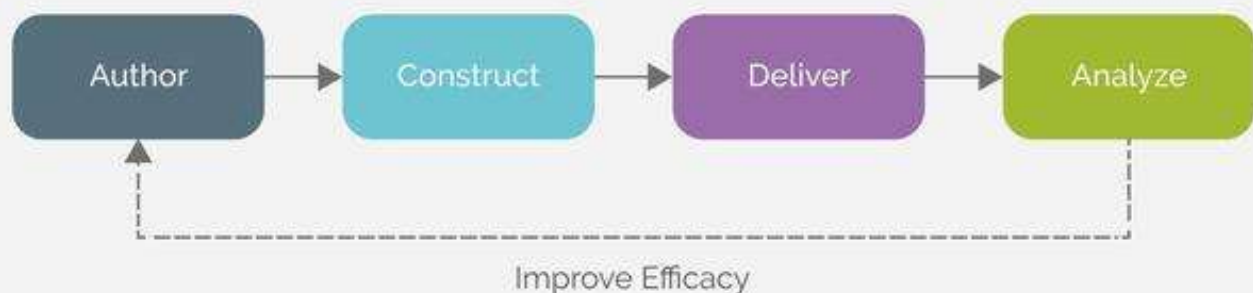 Author
Construct
Deliver
Analyze
Improve Efficacy